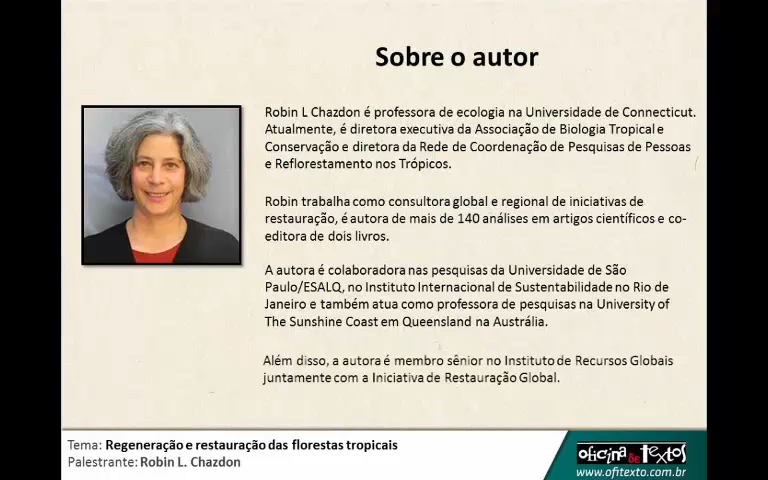 Sobre o autor
Robin L Chazdon é professora de ecologia na Universidade de Connecticut.
Atualmente, é diretora executiva da Associação de Biologia Tropical e
Conservação e diretora da Rede de Coordenação de Pesquisas de Pessoas
e Reflorestamento nos Trópicos.
Robin trabalha como consultora global e regional de iniciativas de
restauração, é autora de mais de 140 análises em artigos científicos e co-
editora de dois livros.
A autora é colaboradora nas pesquisas da Universidade de São
Paulo/ESALQ, no Instituto Internacional de Sustentabilidade no Rio de
Janeiro e também atua como professora de pesquisas na University of
The Sunshine Coast em Queensland na Austrália.
Além disso, a autora é membro sênior no Instituto de Recursos Globais
juntamente com a Iniciativa de Restauração Global.
Tema: Regeneração e restauração das florestas tropicais
Palestrante: Robin L. Chazdon
oficina de textos
www.ofitexto.com.br